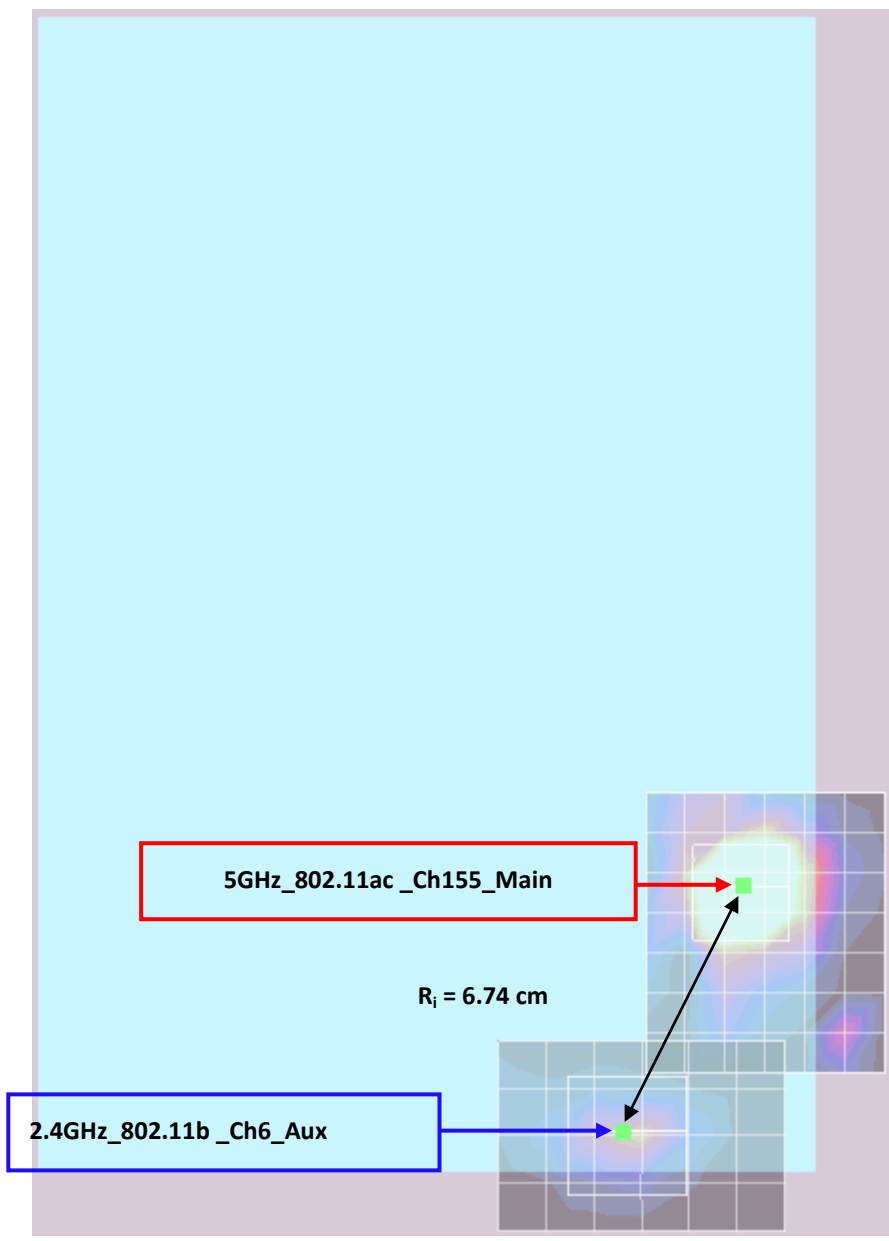 5GHz_802.11ac _Ch155_Main
Ri = 6.74 cm
2.4GHz_802.11b _Ch6_Aux